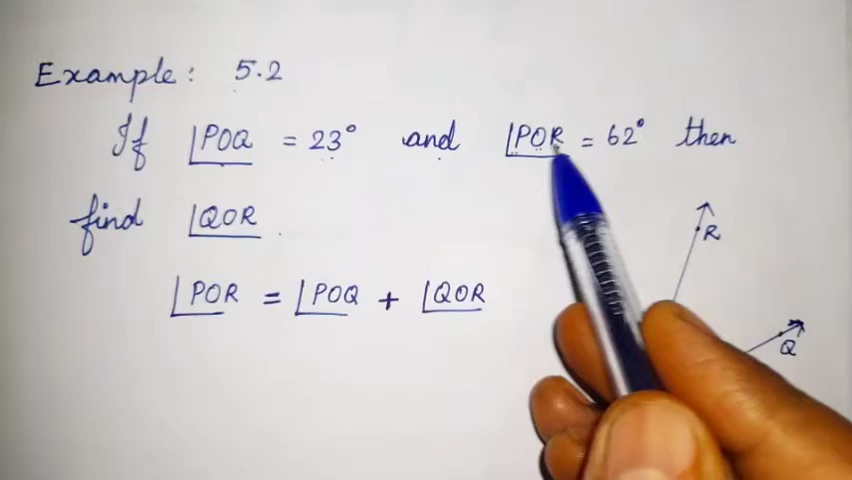 Example: 5.2
If ∠POQ = 23° and ∠POR = 62° then
find ∠QOR
∠POR = ∠POQ + ∠QOR
R
Q